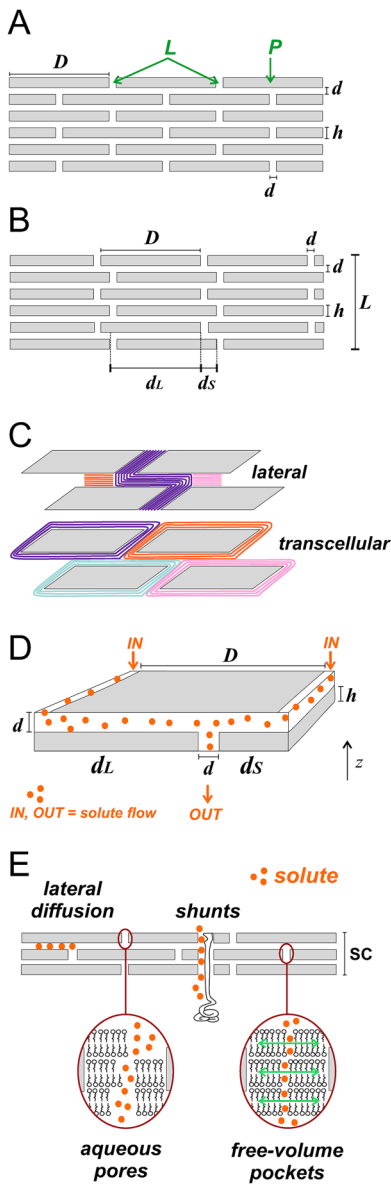 A
D
L
P
d
h
d
B
D
d
d
L
h
dL
dS
C
lateral
transcellular
D
IN
D
IN
h
d
dL
d
dS
z
IN, OUT = solute flow
OUT
E
solute
lateral
diffusion
shunts
SC
aqueous
pores
free-volume
pockets